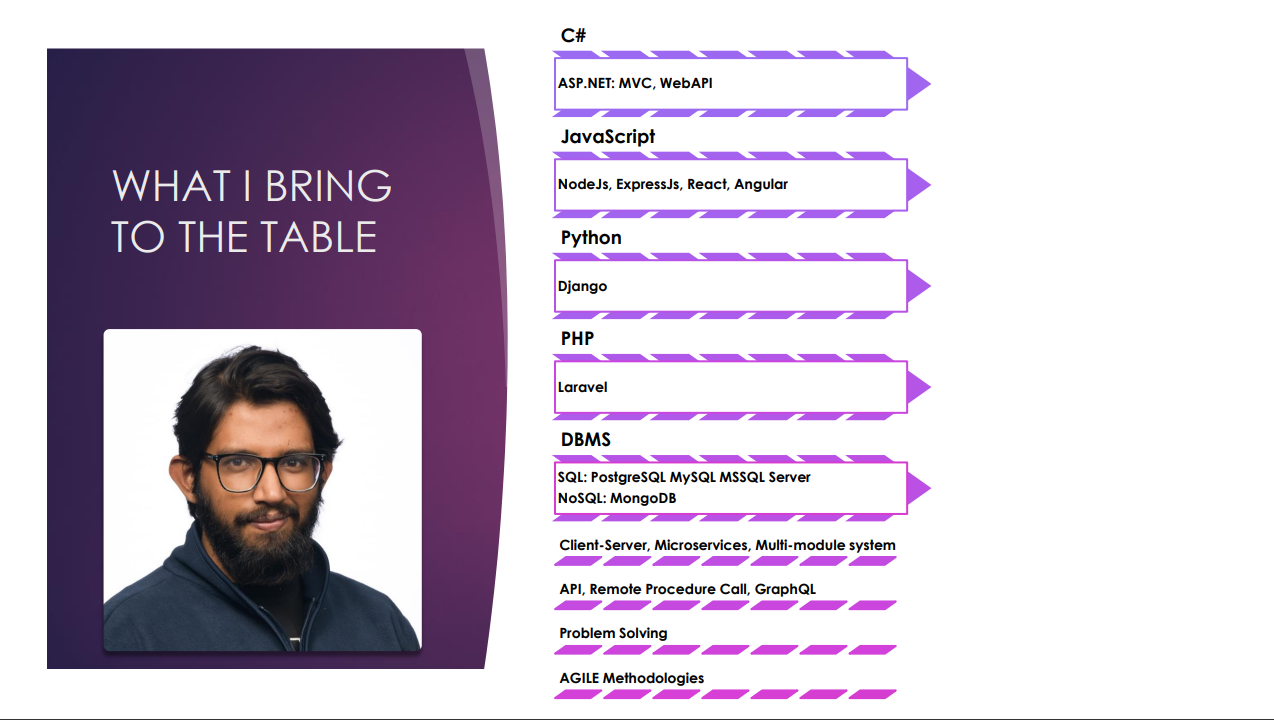 WHAT I BRING
TO THE TABLE
C#
ASP.NET: MVC, WebAPI
JavaScript
NodeJs, ExpressJs, React, Angular
Python
Django
PHP
Laravel
DBMS
SQL: PostgreSQL MySQL MSSQL Server
NoSQL: MongoDB
Client-Server, Microservices, Multi-module system
API, Remote Procedure Call, GraphQL
Problem Solving
AGILE Methodologies